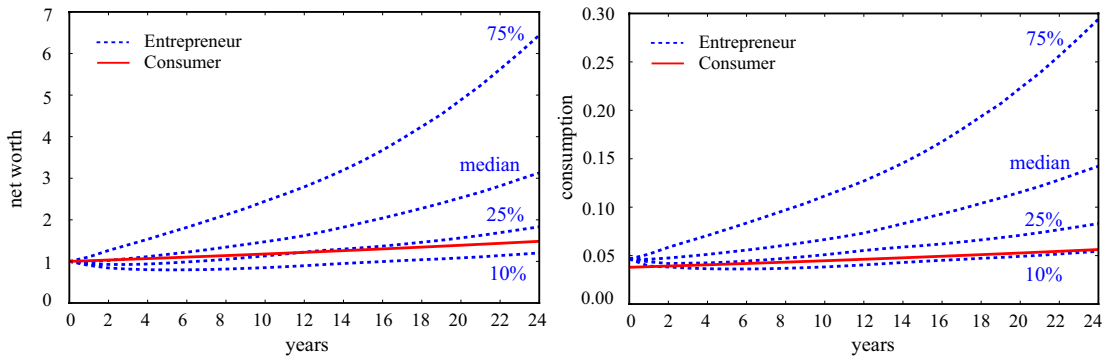 7
6
5
4
3
2
1
0
net worth
Entrepreneur
Consumer
75%
median
25%
10%
0 2 4 6 8 10 12 14 16 18 20 22 24
years
0.30
0.25
0.20
0.15
0.10
0.05
0.00
consumption
Entrepreneur
Consumer
75%
median
25%
10%
0 2 4 6 8 10 12 14 16 18 20 22 24
years